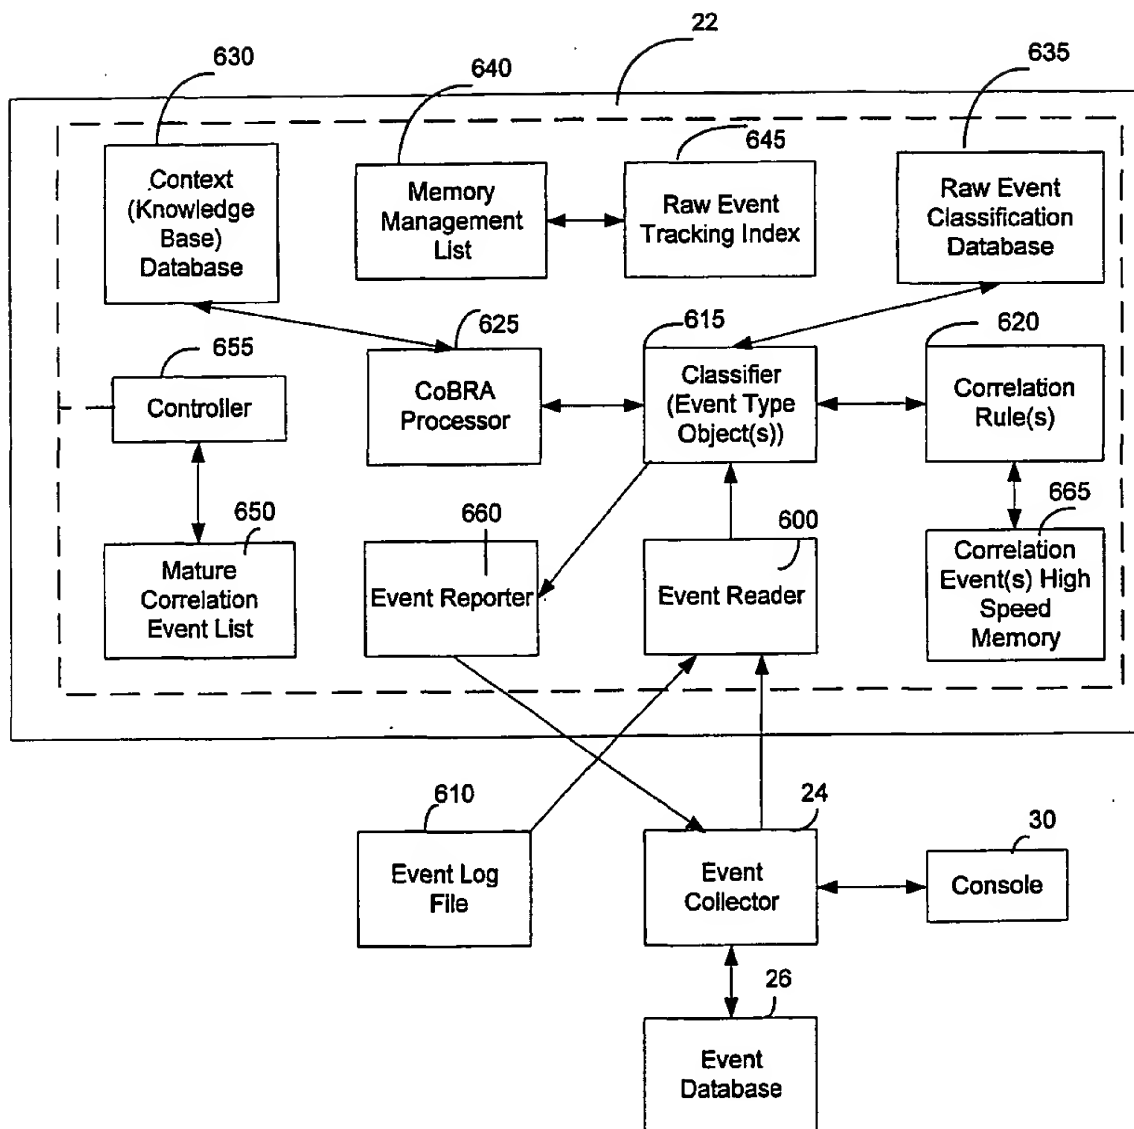 22
630
640
635
645
Context
(Knowledge
Base)
Database
Memory
Management
List
Raw Event
Tracking Index
Raw Event
Classification
Database
655
625
615
620
Controller
CoBRA
Processor
Classifier
(Event Type
Object(s))
Correlation
Rule(s)
650
660
600
665
Mature
Correlation
Event List
Event Reporter
Event Reader
Correlation
Event(s) High
Speed
Memory
610
24
30
Event Log
File
Event
Collector
Console
26
Event
Database